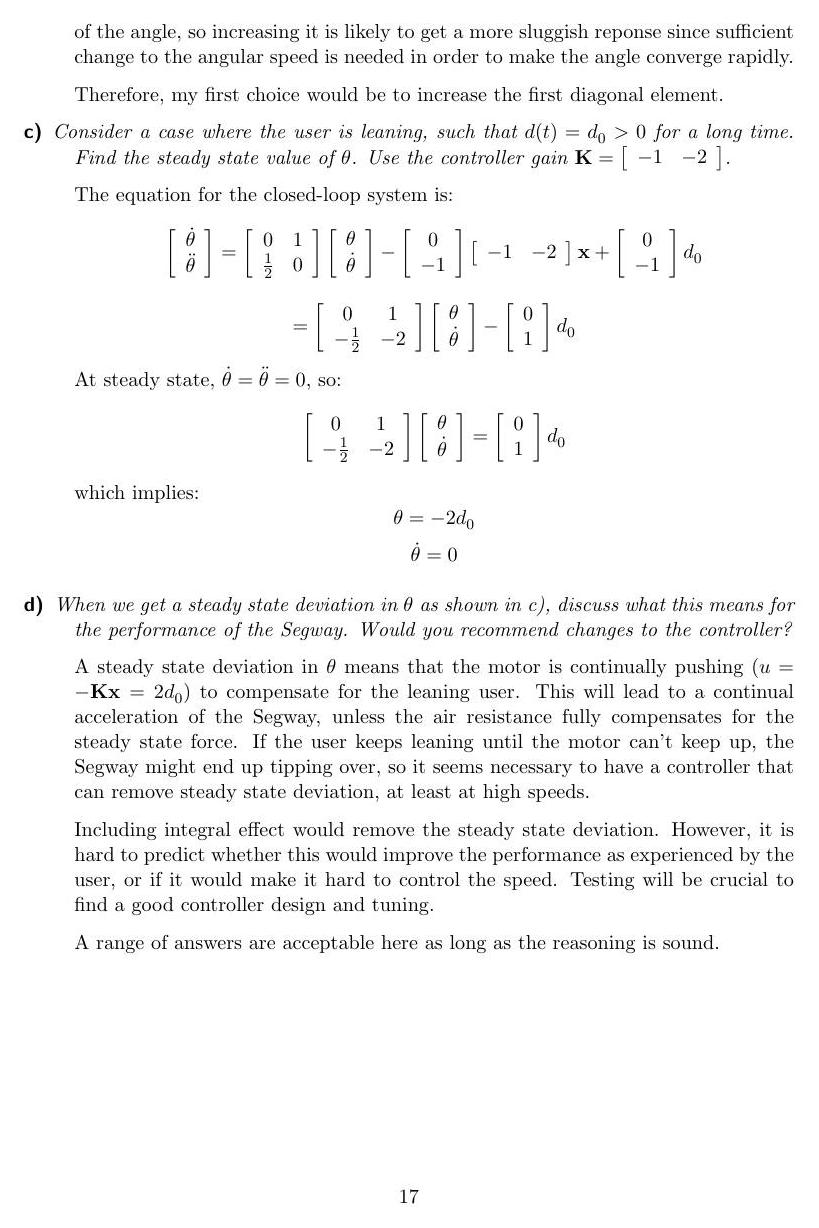 of the angle, so increasing it is likely to get a more sluggish reponse since sufficient
change to the angular speed is needed in order to make the angle converge rapidly.
Therefore, my first choice would be to increase the first diagonal element.
c) Consider a case where the user is leaning, such that d(t) = d₀ > 0 for a long time.
Find the steady state value of θ. Use the controller gain K = [ −1 −2 ].
The equation for the closed-loop system is:
[ θ̇ ; θ̈ ] = [ 0 1 ; ½ 0 ] [ θ ; θ̇ ] − [ 0 ; −1 ] [ −1 −2 ] x + [ 0 ; −1 ] d₀
= [ 0 1 ; −½ −2 ] [ θ ; θ̇ ] − [ 0 ; 1 ] d₀
At steady state, θ̇ = θ̈ = 0, so:
[ 0 1 ; −½ −2 ] [ θ ; θ̇ ] = [ 0 ; 1 ] d₀
which implies:
θ = −2d₀
θ̇ = 0
d) When we get a steady state deviation in θ as shown in c), discuss what this means for
the performance of the Segway. Would you recommend changes to the controller?
A steady state deviation in θ means that the motor is continually pushing (u =
−Kx = 2d₀) to compensate for the leaning user. This will lead to a continual
acceleration of the Segway, unless the air resistance fully compensates for the
steady state force. If the user keeps leaning until the motor can't keep up, the
Segway might end up tipping over, so it seems necessary to have a controller that
can remove steady state deviation, at least at high speeds.
Including integral effect would remove the steady state deviation. However, it is
hard to predict whether this would improve the performance as experienced by the
user, or if it would make it hard to control the speed. Testing will be crucial to
find a good controller design and tuning.
A range of answers are acceptable here as long as the reasoning is sound.
17